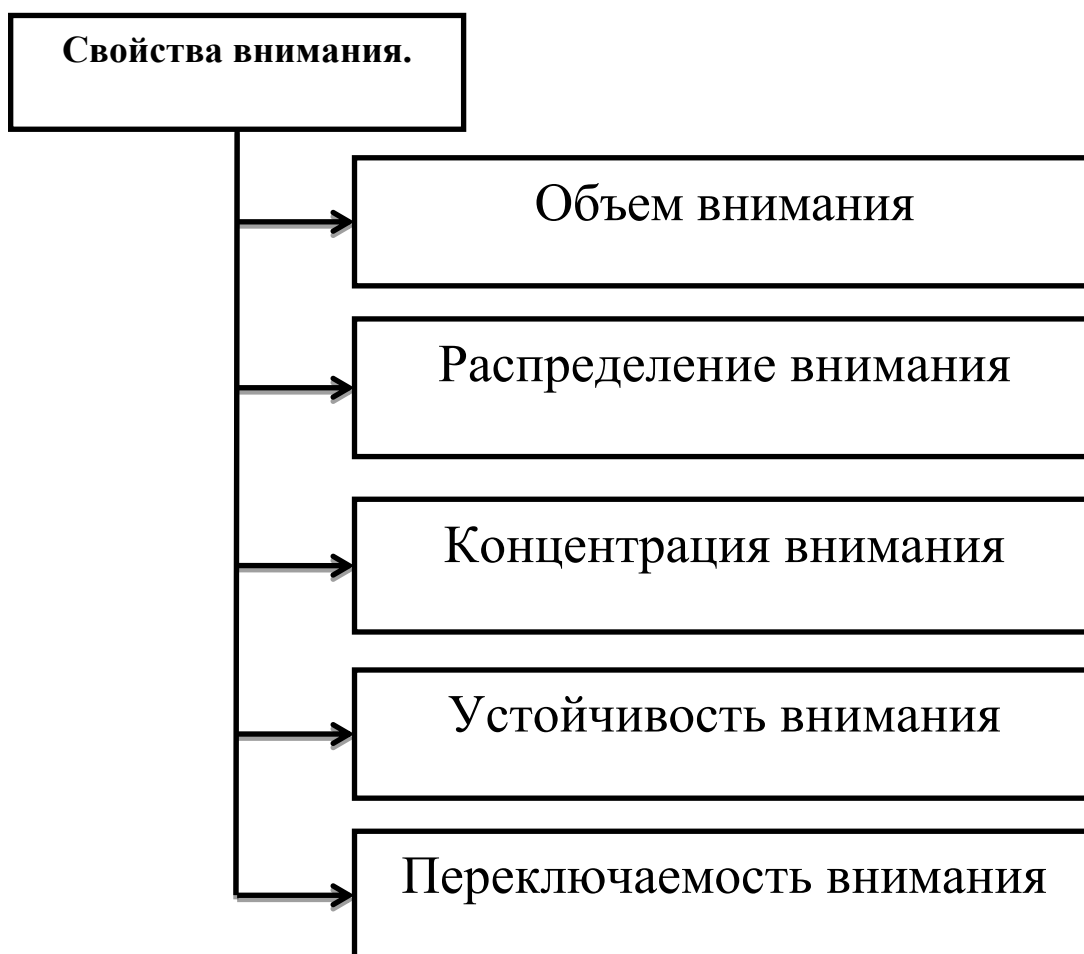 Свойства внимания.
Объем внимания
Распределение внимания
Концентрация внимания
Устойчивость внимания
Переключаемость внимания